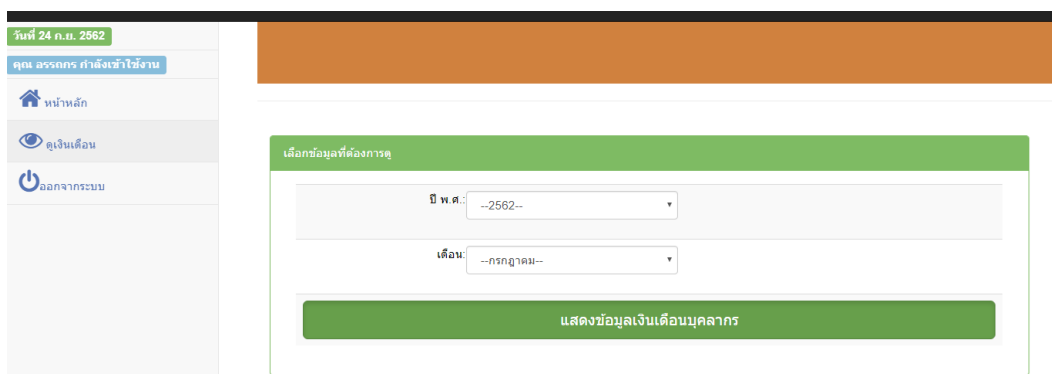 วันที่ 24 ก.ย. 2562
คุณ อรรถกร กำลังเข้าใช้งาน
หน้าหลัก
ดูเงินเดือน
ออกจากระบบ
เลือกข้อมูลที่ต้องการดู
ปี พ.ศ.: --2562--
เดือน: --กรกฎาคม--
แสดงข้อมูลเงินเดือนบุคลากร